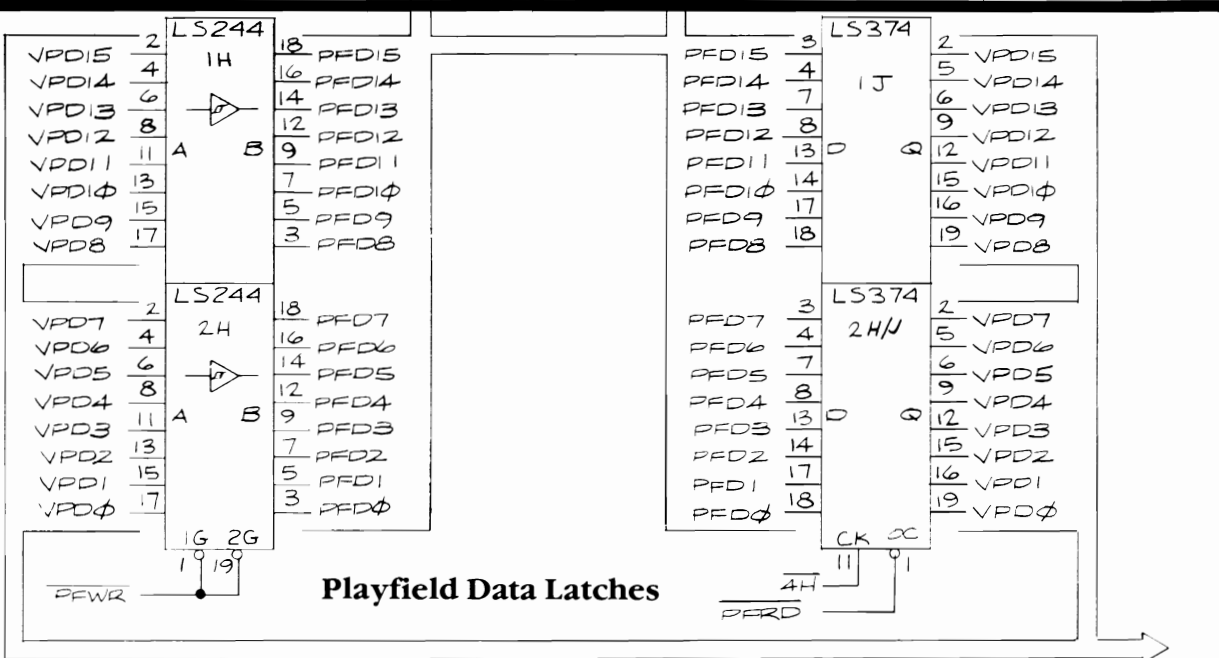 LS244
1H
VPD15 2 18 PFD15
VPD14 4 16 PFD14
VPD13 6 14 PFD13
VPD12 8 12 PFD12
VPD11 11 A B 9 PFD11
VPD1φ 13 7 PFD1φ
VPD9 15 5 PFD9
VPD8 17 3 PFD8
LS244
2H
VPD7 2 18 PFD7
VPD6 4 16 PFD6
VPD5 6 14 PFD5
VPD4 8 12 PFD4
VPD3 11 A B 9 PFD3
VPD2 13 7 PFD2
VPD1 15 5 PFD1
VPDφ 17 3 PFDφ
1G 2G
1 19
PFWR
LS374
1J
PFD15 3 2 VPD15
PFD14 4 5 VPD14
PFD13 7 6 VPD13
PFD12 8 9 VPD12
PFD11 13 D Q 12 VPD11
PFD1φ 14 15 VPD1φ
PFD9 17 16 VPD9
PFD8 18 19 VPD8
LS374
2H/J
PFD7 3 2 VPD7
PFD6 4 5 VPD6
PFD5 7 6 VPD5
PFD4 8 9 VPD4
PFD3 13 D Q 12 VPD3
PFD2 14 15 VPD2
PFD1 17 16 VPD1
PFDφ 18 19 VPDφ
CK OC
11 1
4H
PFRD
Playfield Data Latches